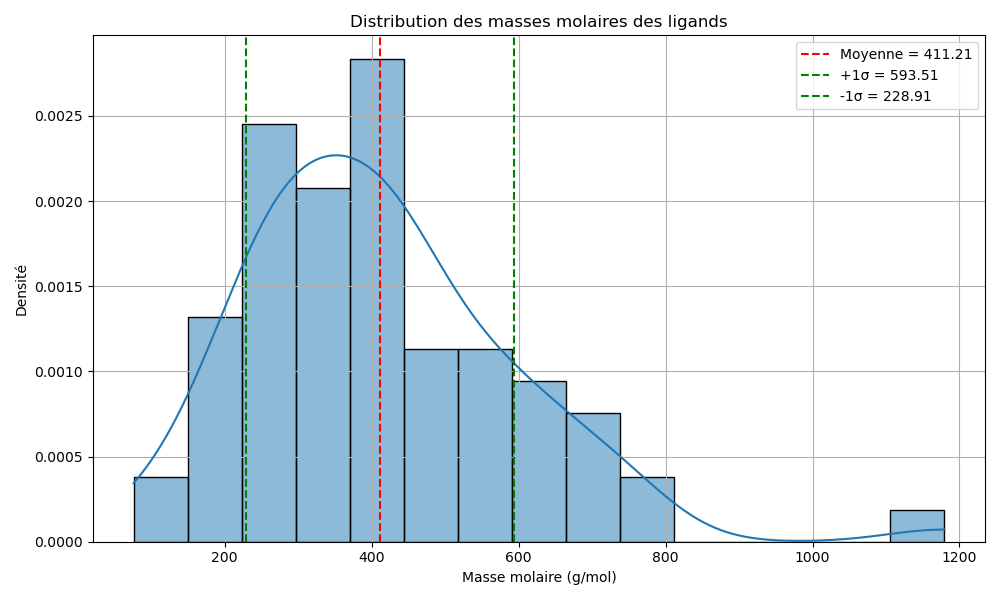 Distribution des masses molaires des ligands
Moyenne = 411.21
+1σ = 593.51
-1σ = 228.91
Densité
0.0025
0.0020
0.0015
0.0010
0.0005
0.0000
200
400
600
800
1000
1200
Masse molaire (g/mol)